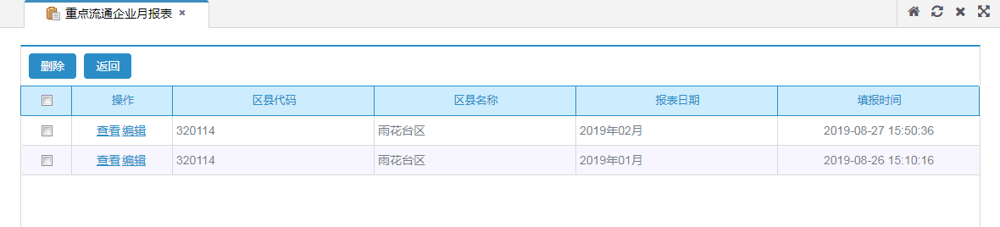 重点流通企业月报表
删除 返回
操作 区县代码 区县名称 报表日期 填报时间
查看 编辑 320114 雨花台区 2019年02月 2019-08-27 15:50:36
查看 编辑 320114 雨花台区 2019年01月 2019-08-26 15:10:16